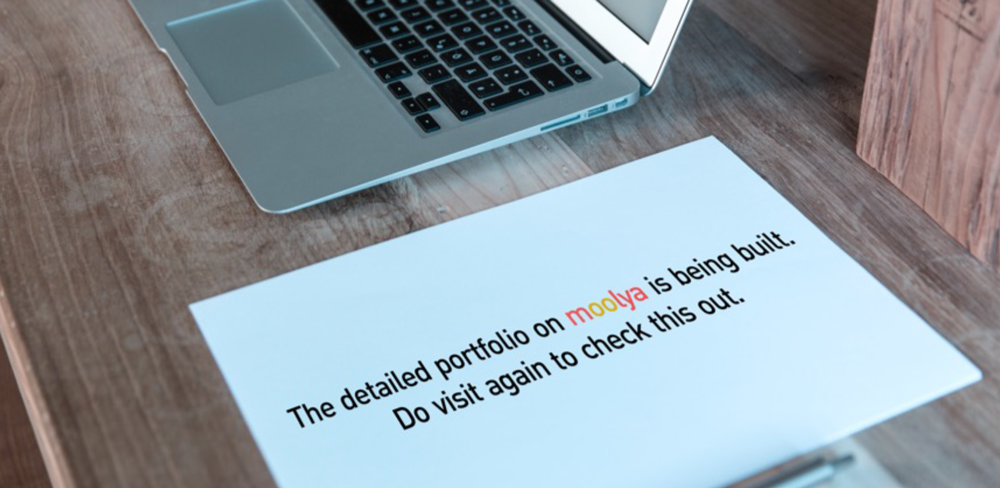 The detailed portfolio on moolya is being built.
Do visit again to check this out.